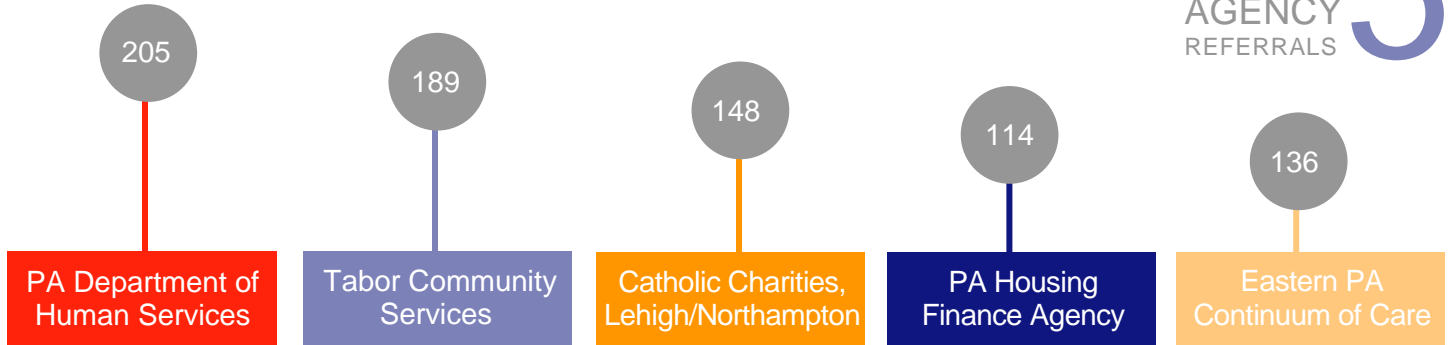 AGENCY
REFERRALS
205
189
148
114
136
PA Department of
Human Services
Tabor Community
Services
Catholic Charities,
Lehigh/Northampton
PA Housing
Finance Agency
Eastern PA
Continuum of Care